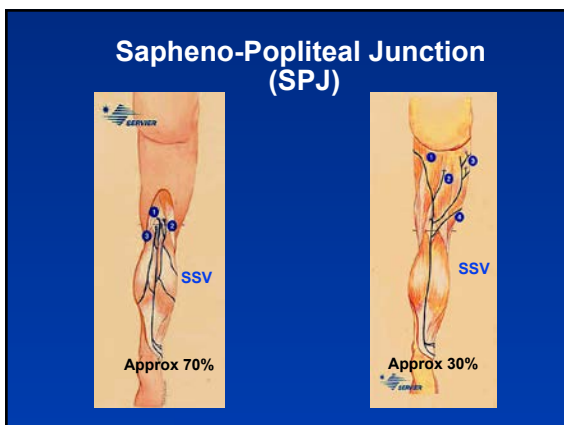 Sapheno-Popliteal Junction
(SPJ)
SERVIER
1
2
3
SSV
Approx 70%
1
2
3
4
SSV
Approx 30%
SERVIER